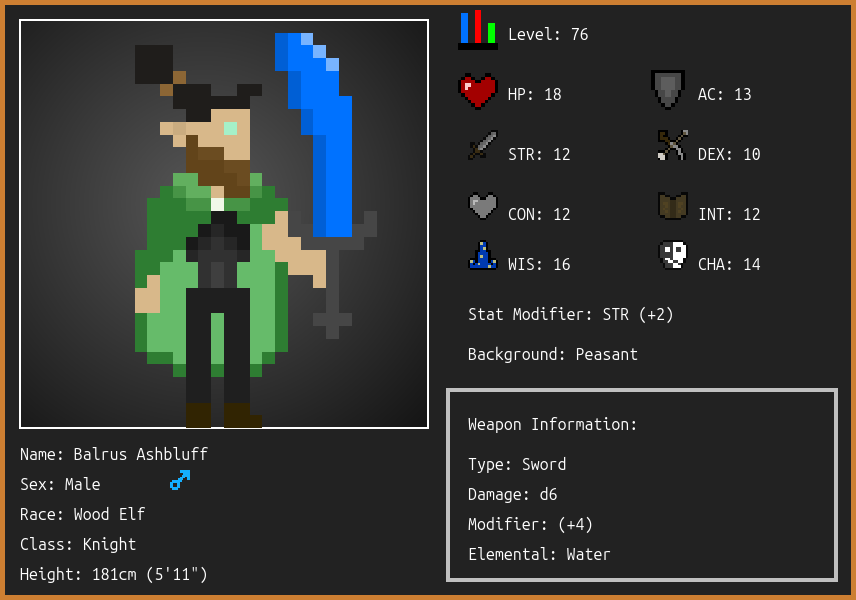 Level: 76
HP: 18
AC: 13
STR: 12
DEX: 10
CON: 12
INT: 12
WIS: 16
CHA: 14
Stat Modifier: STR (+2)
Background: Peasant
Weapon Information:
Type: Sword
Damage: d6
Modifier: (+4)
Elemental: Water
Name: Balrus Ashbluff
Sex: Male
Race: Wood Elf
Class: Knight
Height: 181cm (5'11")